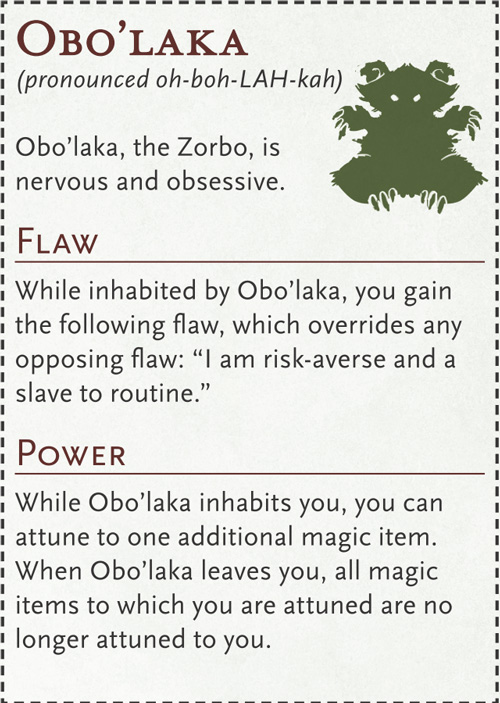 Obo’laka
(pronounced oh-boh-LAH-kah)
Obo’laka, the Zorbo, is
nervous and obsessive.
Flaw
While inhabited by Obo’laka, you gain
the following flaw, which overrides any
opposing flaw: “I am risk-averse and a
slave to routine.”
Power
While Obo’laka inhabits you, you can
attune to one additional magic item.
When Obo’laka leaves you, all magic
items to which you are attuned are no
longer attuned to you.